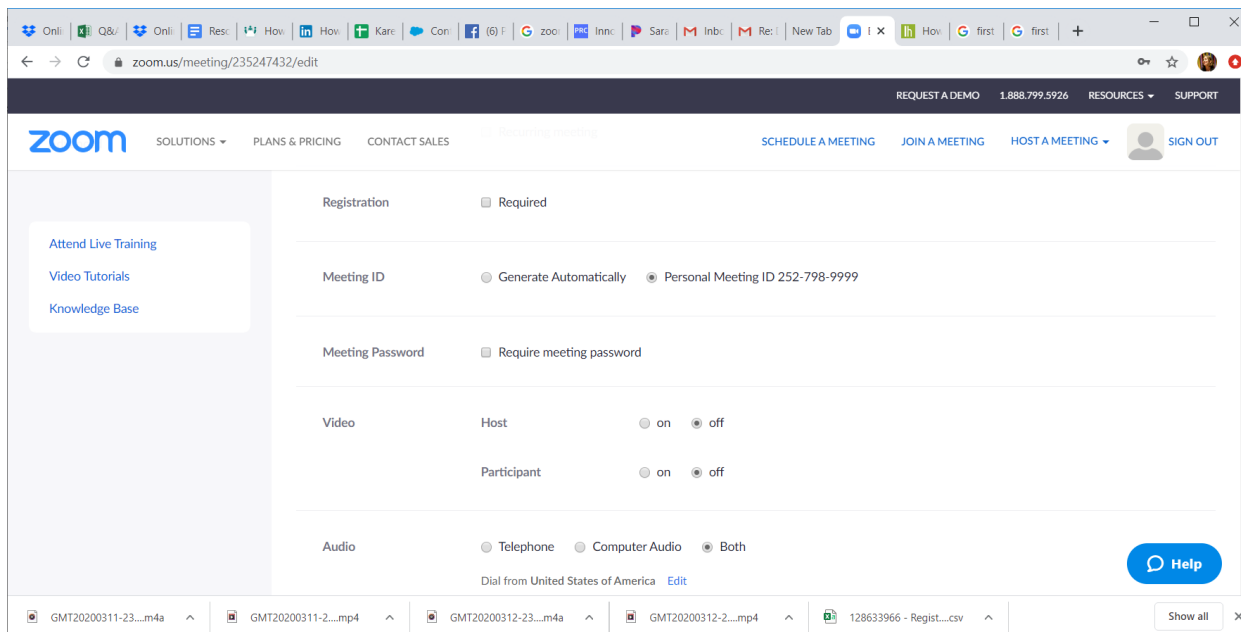 Onli Q&A Onli Reso How How Kare Con (6) F zoo PRC Inno Sara Inbo Re: New Tab How first first
zoom.us/meeting/235247432/edit
REQUEST A DEMO 1.888.799.5926 RESOURCES SUPPORT
zoom SOLUTIONS PLANS & PRICING CONTACT SALES Recurring meeting SCHEDULE A MEETING JOIN A MEETING HOST A MEETING SIGN OUT
Attend Live Training
Video Tutorials
Knowledge Base
Registration Required
Meeting ID Generate Automatically Personal Meeting ID 252-798-9999
Meeting Password Require meeting password
Video Host on off
Participant on off
Audio Telephone Computer Audio Both
Dial from United States of America Edit
Help
GMT20200311-23....m4a GMT20200311-2....mp4 GMT20200312-23....m4a GMT20200312-2....mp4 128633966 - Regist....csv Show all